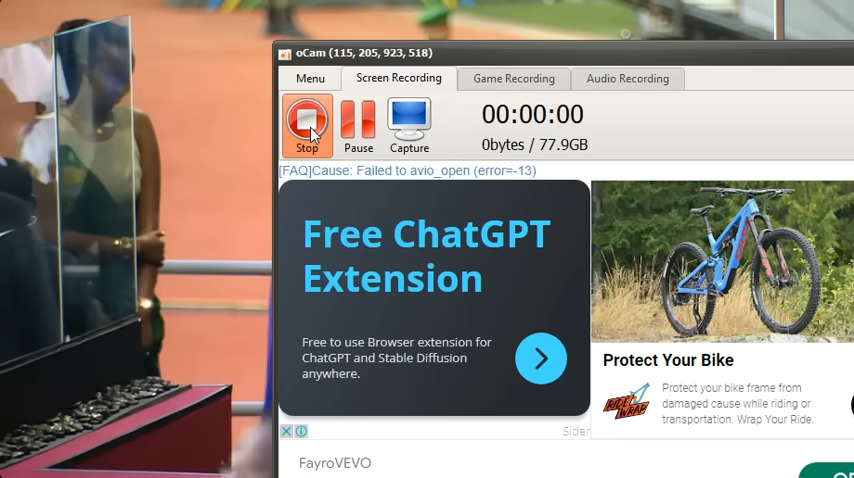 oCam (115, 205, 923, 518)
Menu
Screen Recording
Game Recording
Audio Recording
Stop
Pause
Capture
00:00:00
0bytes / 77.9GB
[FAQ]Cause: Failed to avio_open (error=-13)
Free ChatGPT
Extension
Free to use Browser extension for
ChatGPT and Stable Diffusion
anywhere.
Sider
Protect Your Bike
RIDE WRAP
Protect your bike frame from
damaged cause while riding or
transportation. Wrap Your Ride.
FayroVEVO